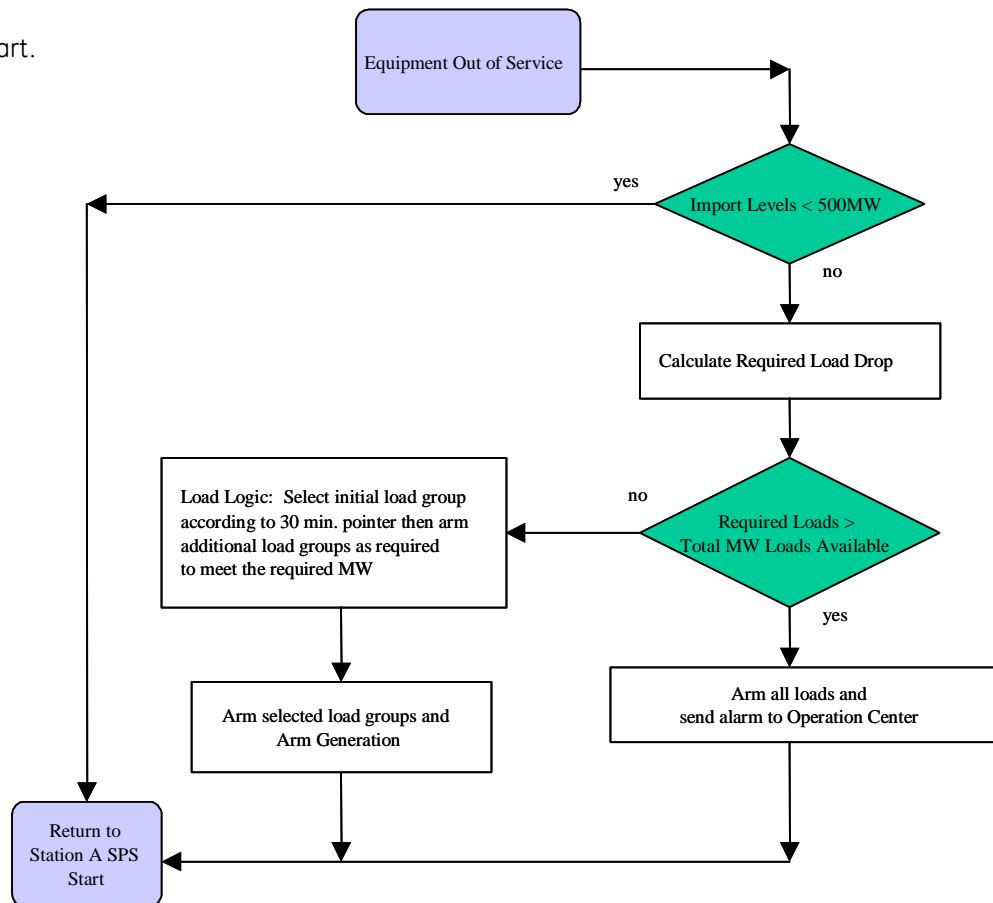 art.
Equipment Out of Service
yes
Import Levels < 500MW
no
Calculate Required Load Drop
Load Logic: Select initial load group
according to 30 min. pointer then arm
additional load groups as required
to meet the required MW
no
Required Loads >
Total MW Loads Available
yes
Arm selected load groups and
Arm Generation
Arm all loads and
send alarm to Operation Center
Return to
Station A SPS
Start